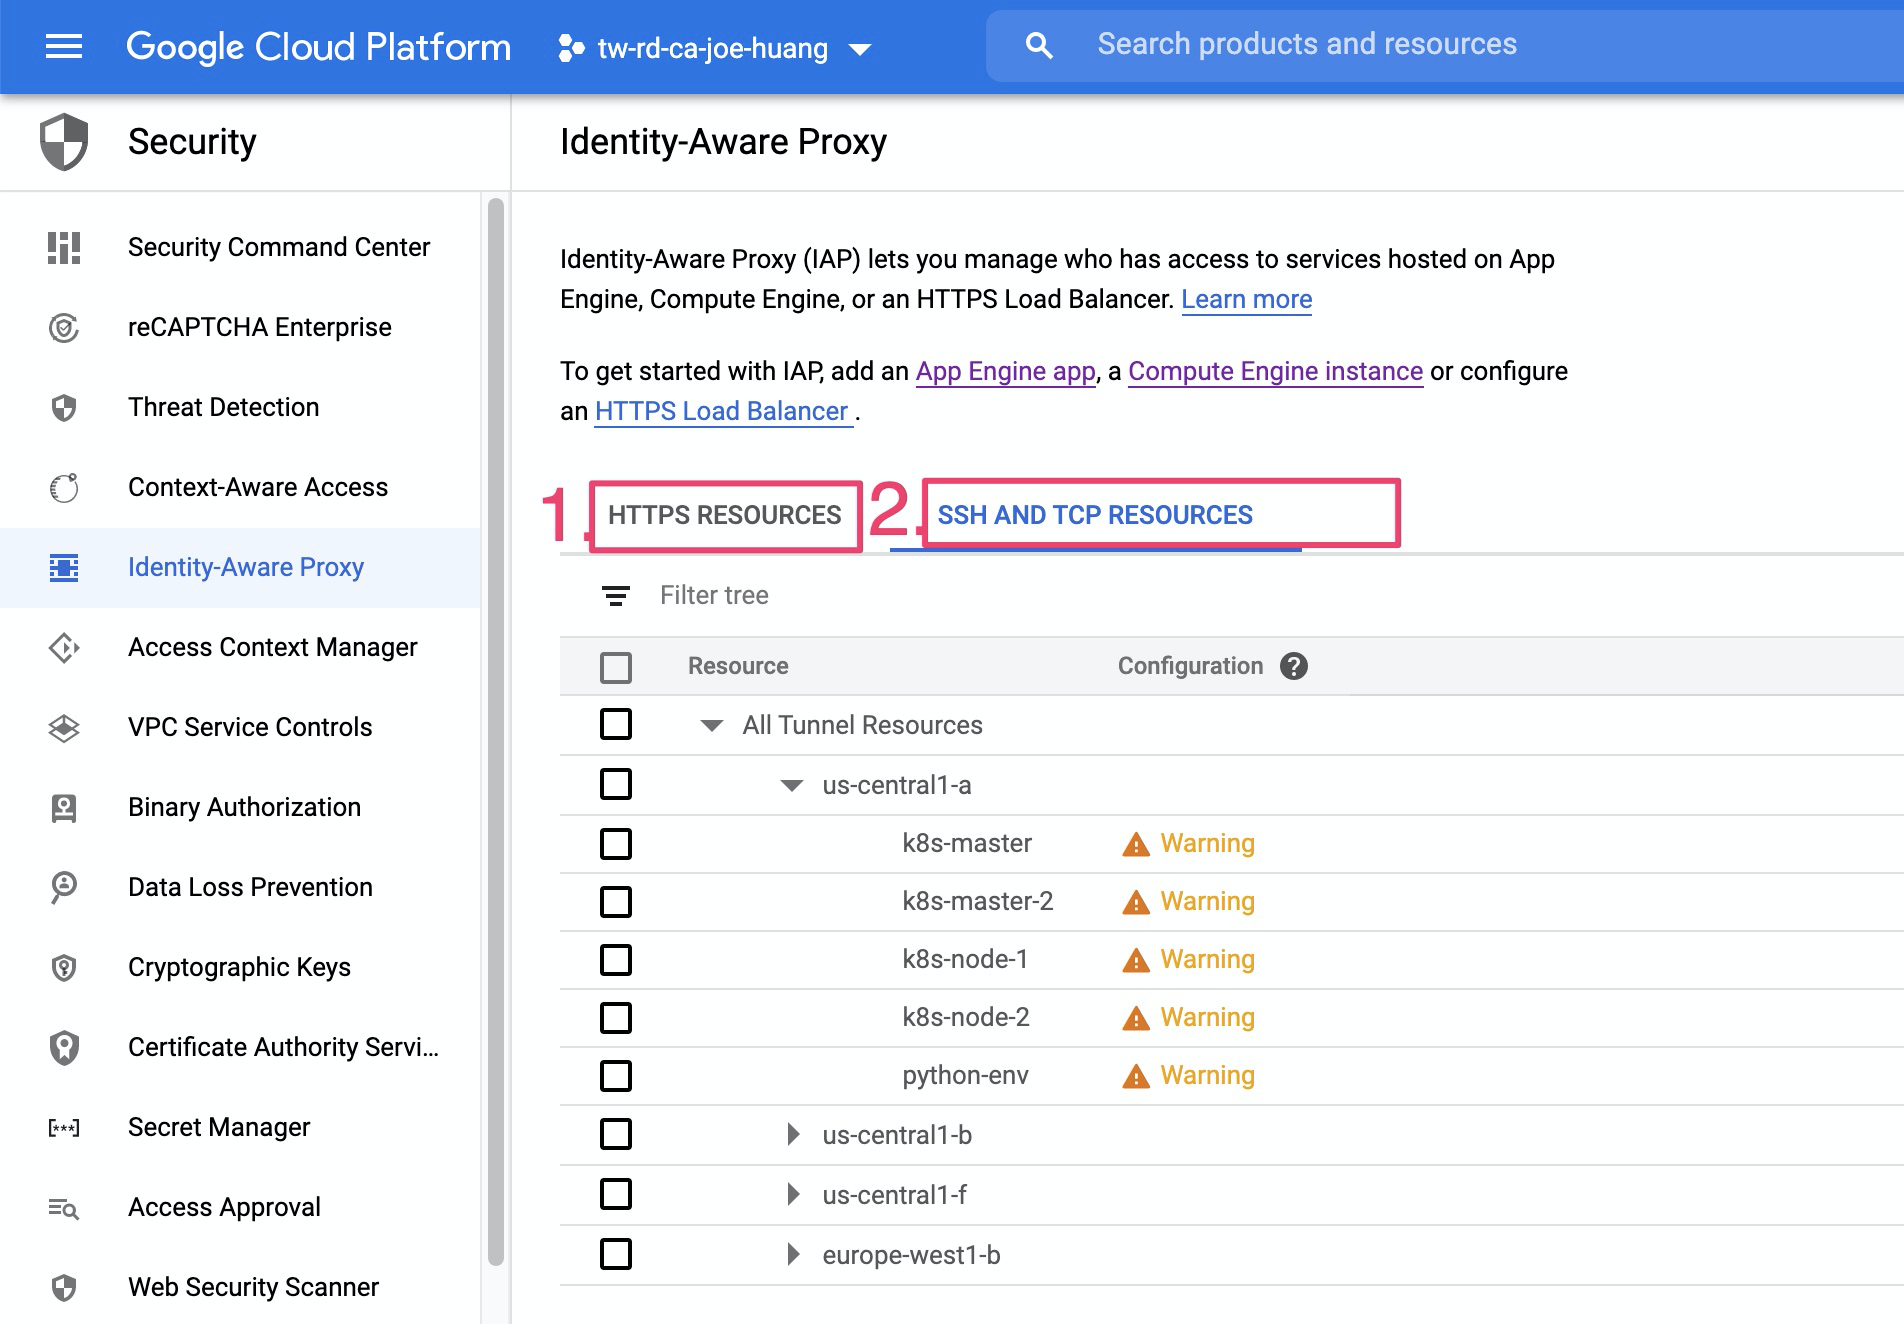 Google Cloud Platform
tw-rd-ca-joe-huang
Search products and resources
Security
Identity-Aware Proxy
Security Command Center
reCAPTCHA Enterprise
Threat Detection
Context-Aware Access
Identity-Aware Proxy
Access Context Manager
VPC Service Controls
Binary Authorization
Data Loss Prevention
Cryptographic Keys
Certificate Authority Servi...
Secret Manager
Access Approval
Web Security Scanner
Identity-Aware Proxy (IAP) lets you manage who has access to services hosted on App
Engine, Compute Engine, or an HTTPS Load Balancer. Learn more
To get started with IAP, add an App Engine app, a Compute Engine instance or configure
an HTTPS Load Balancer .
1. HTTPS RESOURCES 2. SSH AND TCP RESOURCES
Filter tree
Resource Configuration ?
All Tunnel Resources
us-central1-a
k8s-master Warning
k8s-master-2 Warning
k8s-node-1 Warning
k8s-node-2 Warning
python-env Warning
us-central1-b
us-central1-f
europe-west1-b